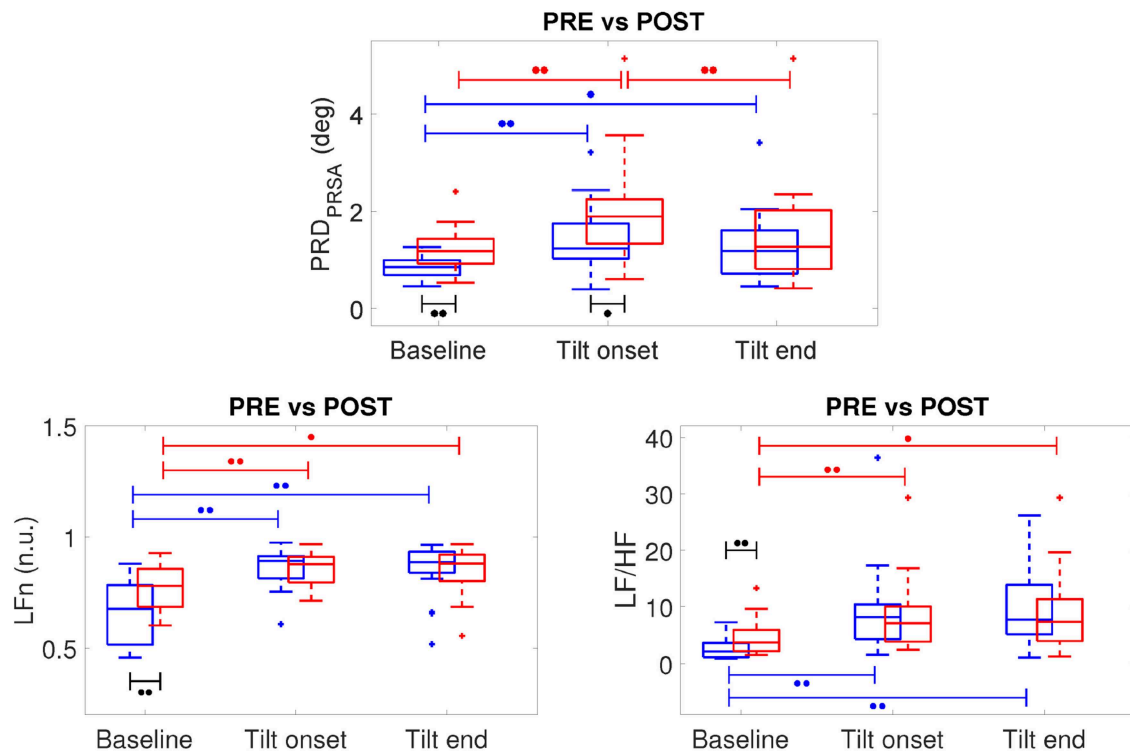 PRE vs POST
PRD_PRSA (deg)
4
2
0
Baseline
Tilt onset
Tilt end
PRE vs POST
LFn (n.u.)
1.5
1
0.5
Baseline
Tilt onset
Tilt end
PRE vs POST
LF/HF
40
30
20
10
0
Baseline
Tilt onset
Tilt end